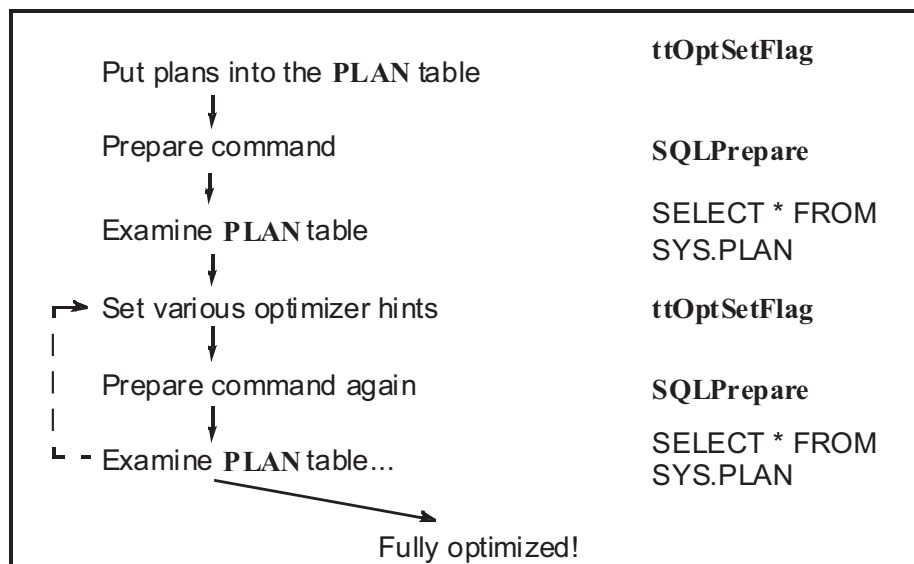 Put plans into the PLAN table
ttOptSetFlag
Prepare command
SQLPrepare
Examine PLAN table
SELECT * FROM
SYS.PLAN
Set various optimizer hints
ttOptSetFlag
Prepare command again
SQLPrepare
Examine PLAN table...
SELECT * FROM
SYS.PLAN
Fully optimized!